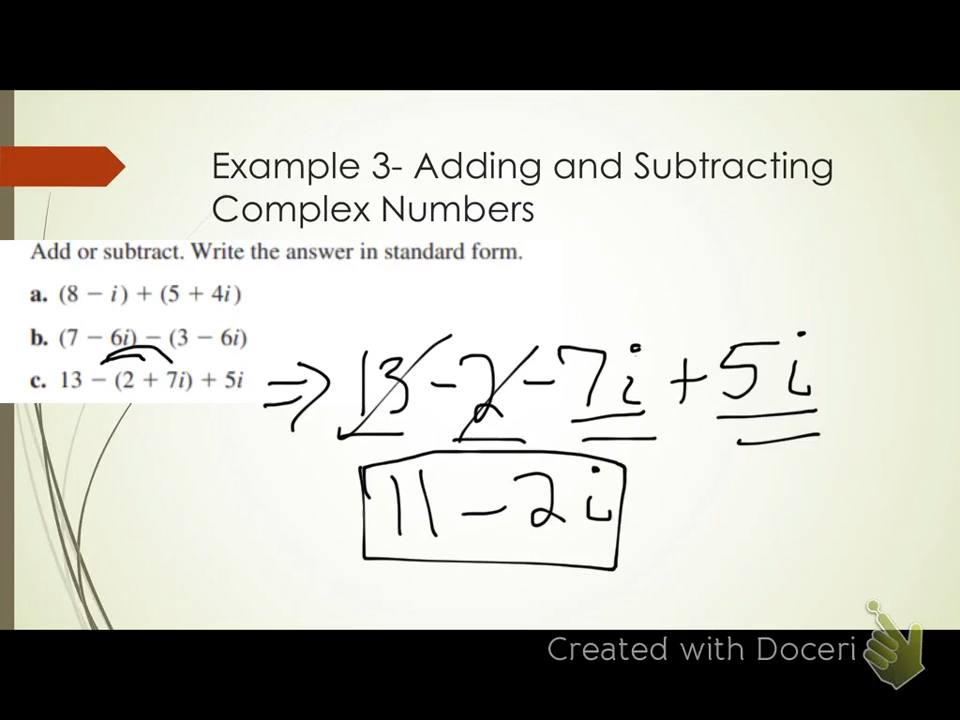 Example 3- Adding and Subtracting
Complex Numbers
Add or subtract. Write the answer in standard form.
a. (8 − i) + (5 + 4i)
b. (7 − 6i) − (3 − 6i)
c. 13 − (2 + 7i) + 5i
⇒ 13 - 2 - 7i + 5i
11 - 2i
Created with Doceri